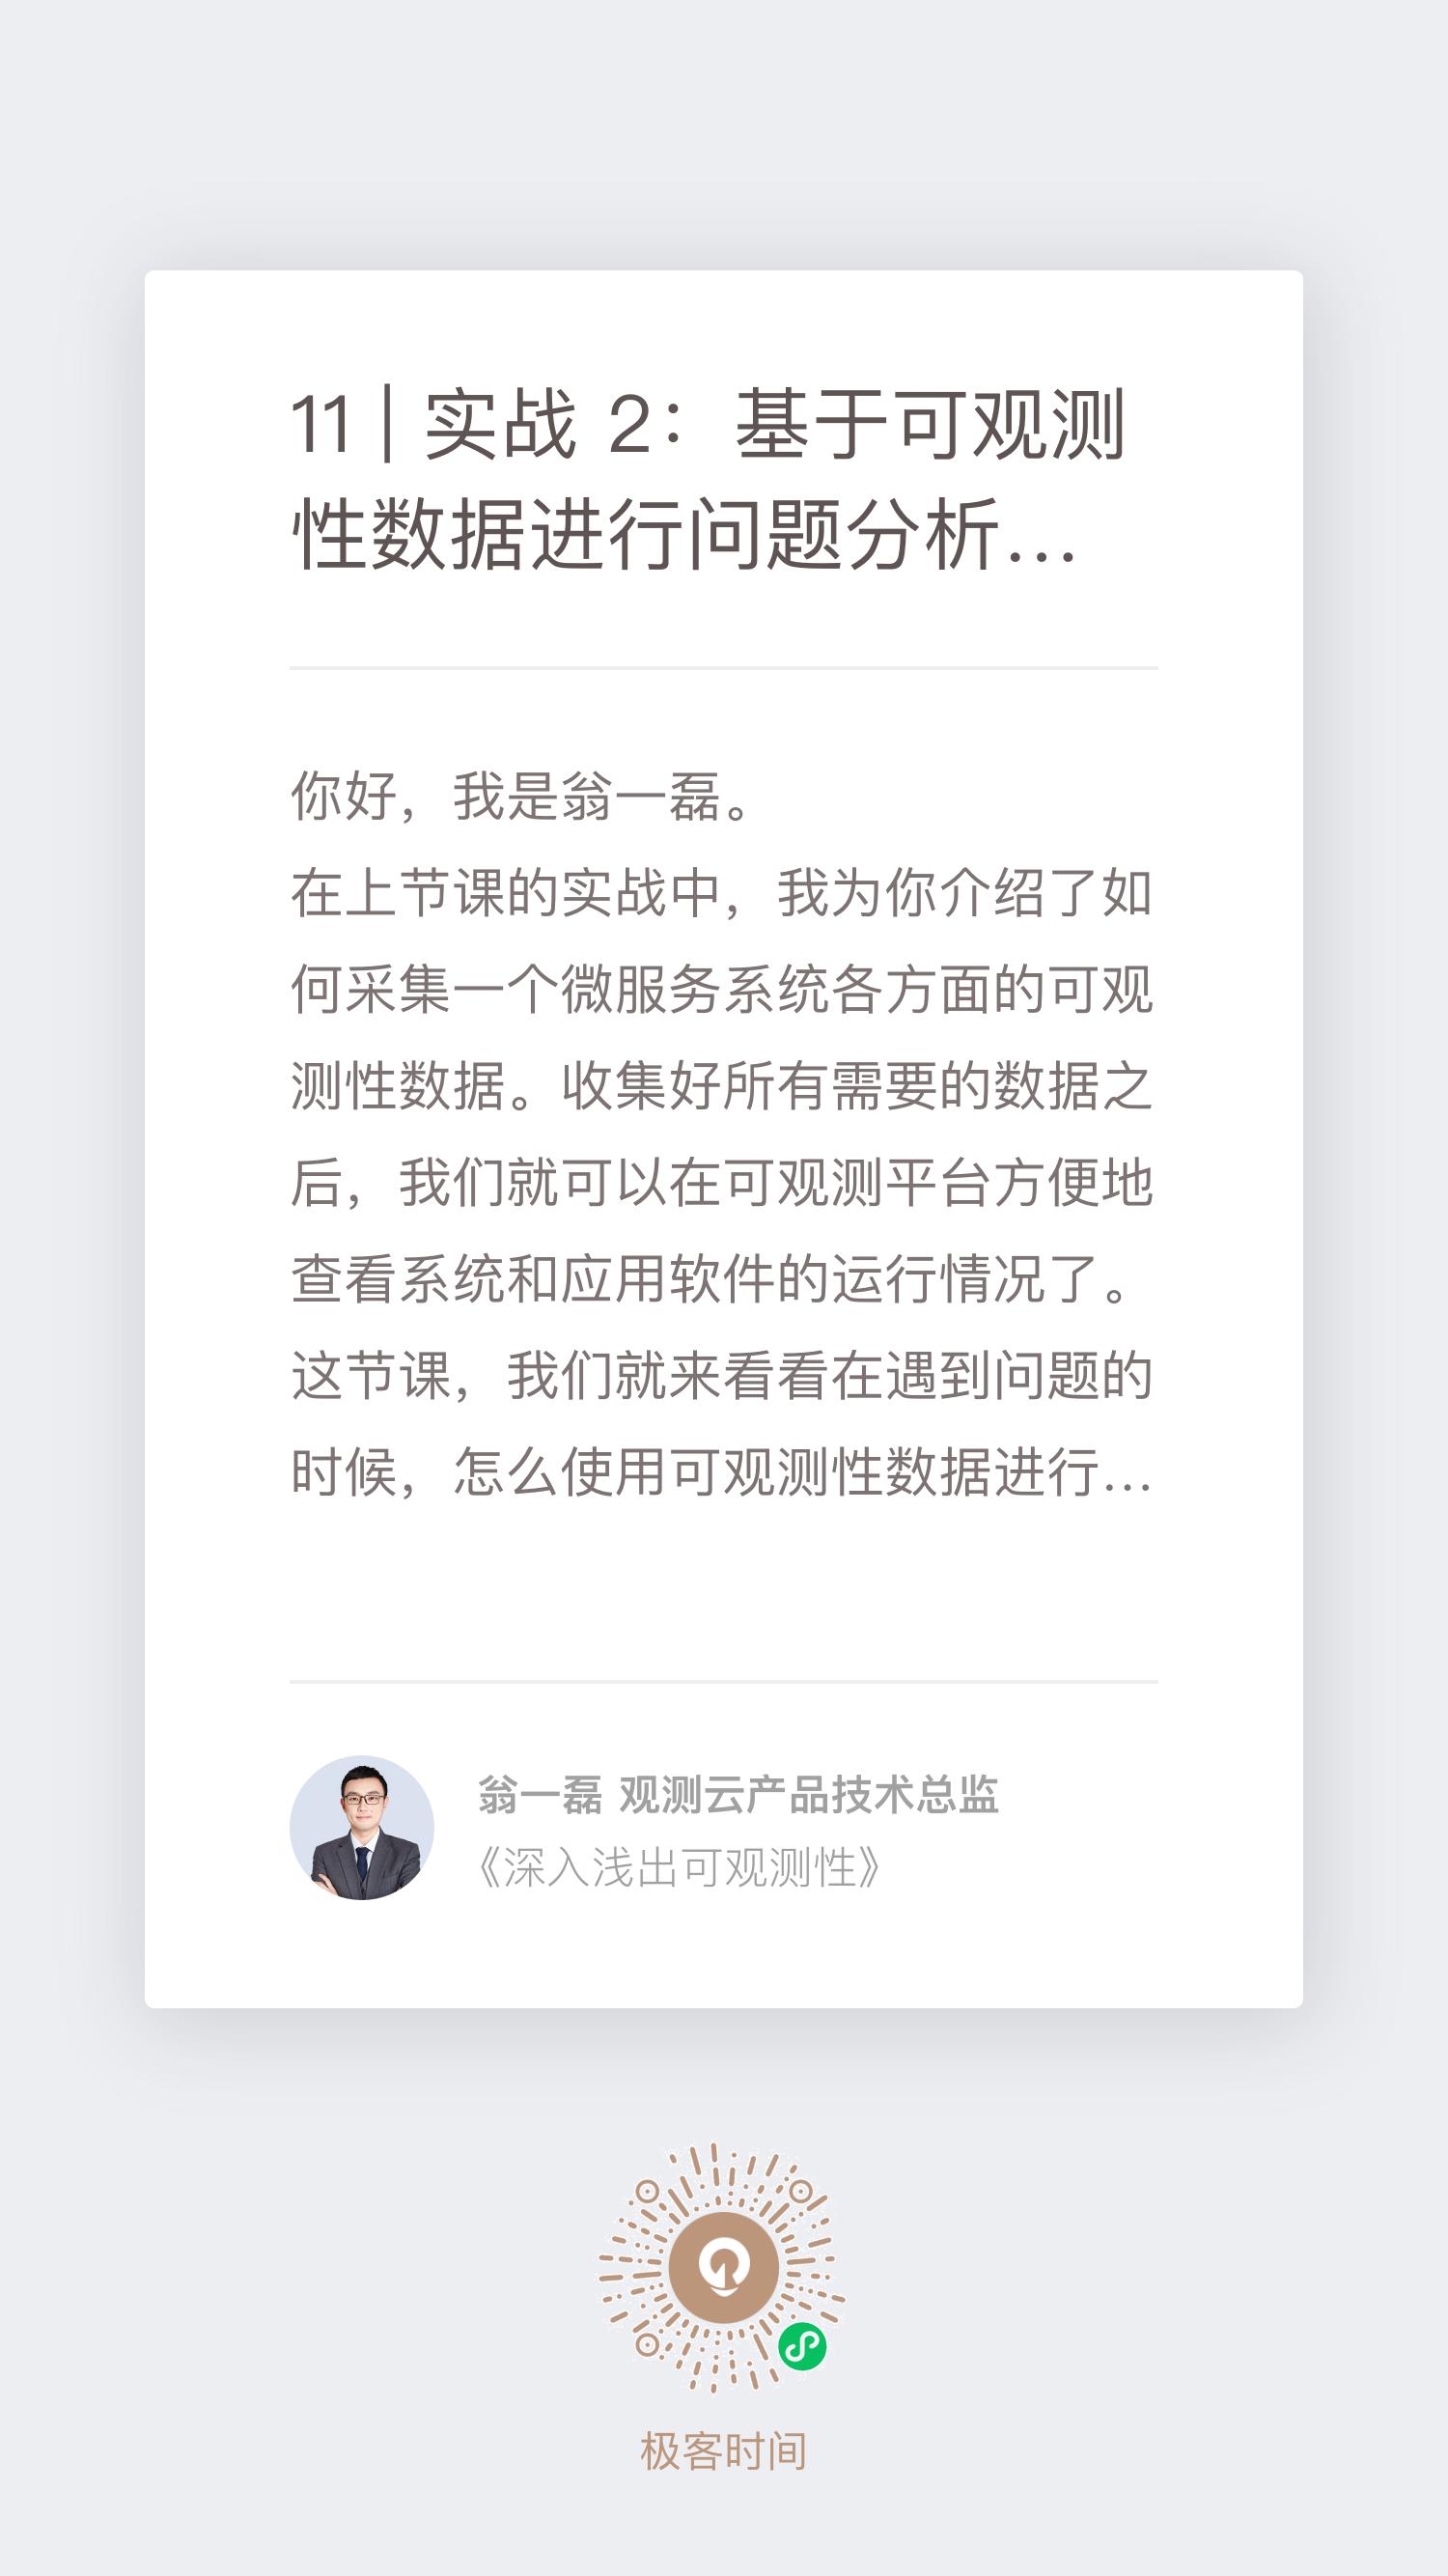 11 | 实战 2：基于可观测
性数据进行问题分析…
你好，我是翁一磊。
在上节课的实战中，我为你介绍了如
何采集一个微服务系统各方面的可观
测性数据。收集好所有需要的数据之
后，我们就可以在可观测平台方便地
查看系统和应用软件的运行情况了。
这节课，我们就来看看在遇到问题的
时候，怎么使用可观测性数据进行…
翁一磊 观测云产品技术总监
《深入浅出可观测性》
极客时间